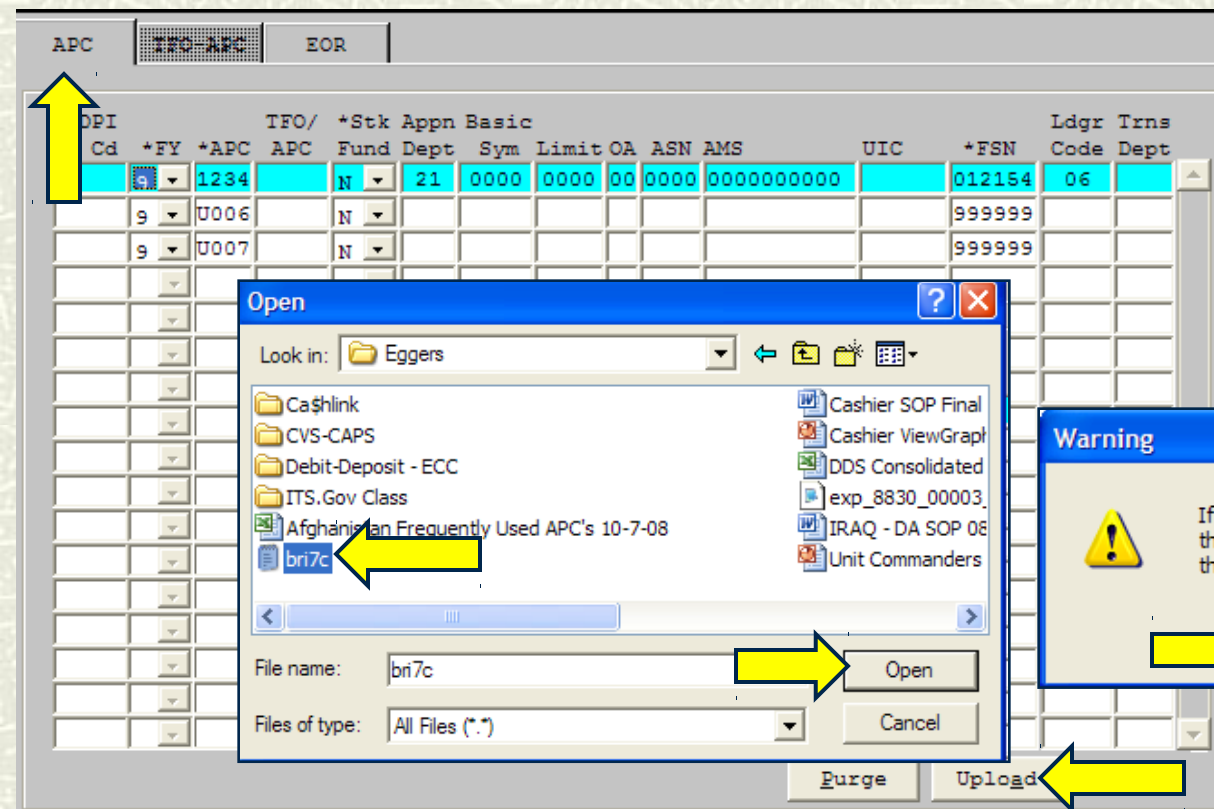 APC TFO-APC EOR
TFO/ *Stk Appn Basic Ldgr Trns
Cd *FY *APC APC Fund Dept Sym Limit OA ASN AMS UIC *FSN Code Dept
9 1234 N 21 0000 0000 00 0000 0000000000 012154 06
9 U006 N 999999
9 U007 N 999999
Open
Look in: Eggers
Ca$hlink
CVS-CAPS
Debit-Deposit - ECC
ITS.Gov Class
Afghanistan Frequently Used APC's 10-7-08
bri7c
Cashier SOP Final
Cashier ViewGraph
DDS Consolidated
exp_8830_00003_
IRAQ - DA SOP 08
Unit Commanders
File name: bri7c Open
Files of type: All Files (*.*) Cancel
Warning
If
th
th
Purge Upload